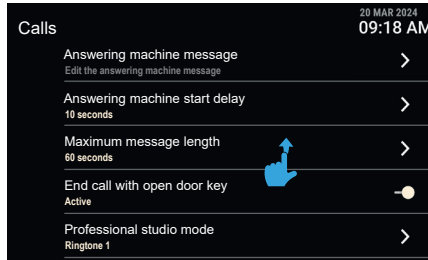 20 MAR 2024
Calls
09:18 AM
Answering machine message
Edit the answering machine message
Answering machine start delay
10 seconds
Maximum message length
60 seconds
End call with open door key
Active
Professional studio mode
Ringtone 1